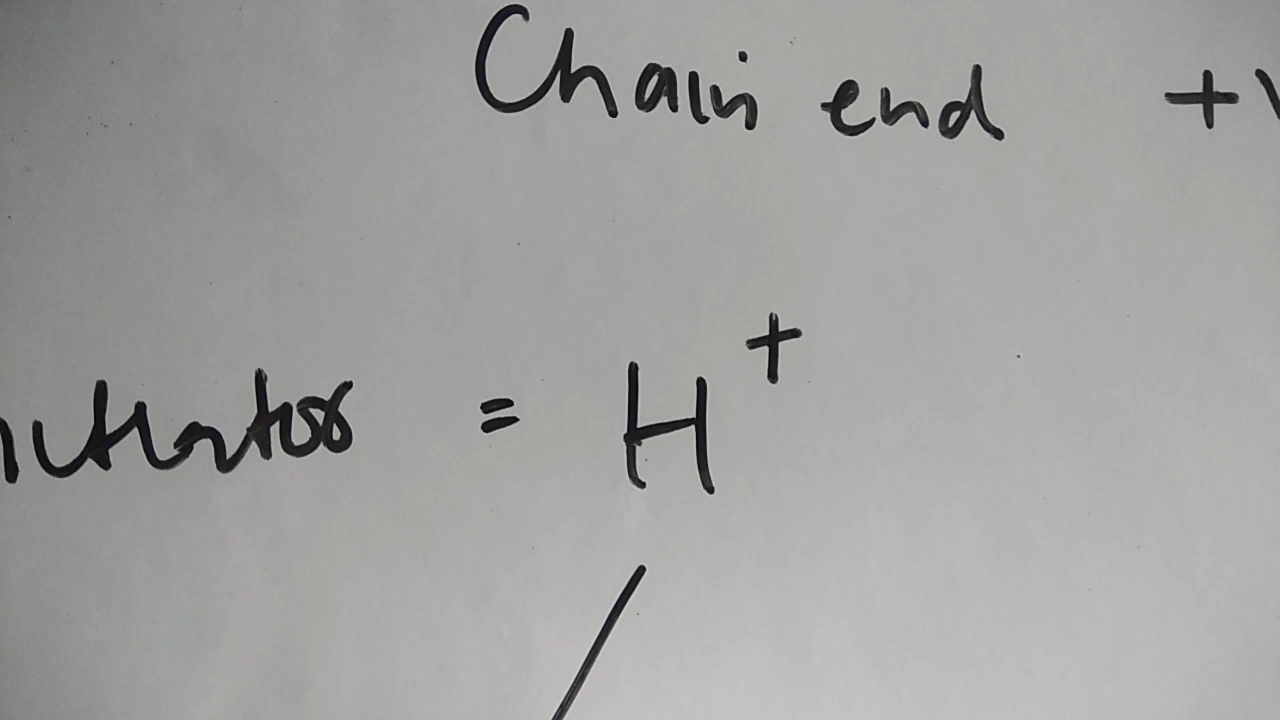 Chain end +
= H⁺